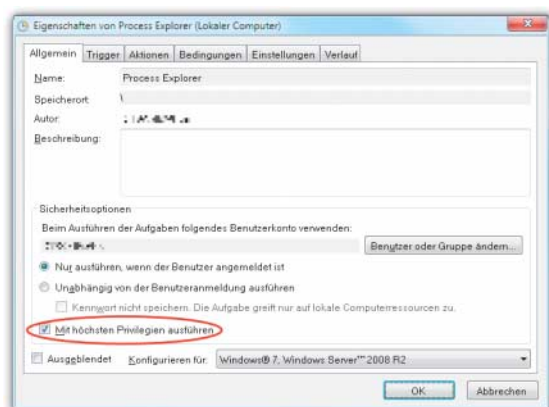 Eigenschaften von Process Explorer (Lokaler Computer)
Allgemein Trigger Aktionen Bedingungen Einstellungen Verlauf
Name: Process Explorer
Speicherort: \
Autor:
Beschreibung:
Sicherheitsoptionen
Beim Ausführen der Aufgaben folgendes Benutzerkonto verwenden:
Benutzer oder Gruppe ändern...
Nur ausführen, wenn der Benutzer angemeldet ist
Unabhängig von der Benutzeranmeldung ausführen
Kennwort nicht speichern. Die Aufgabe greift nur auf lokale Computerressourcen zu.
Mit höchsten Privilegien ausführen
Ausgeblendet Konfigurieren für: Windows® 7, Windows Server™ 2008 R2
OK Abbrechen